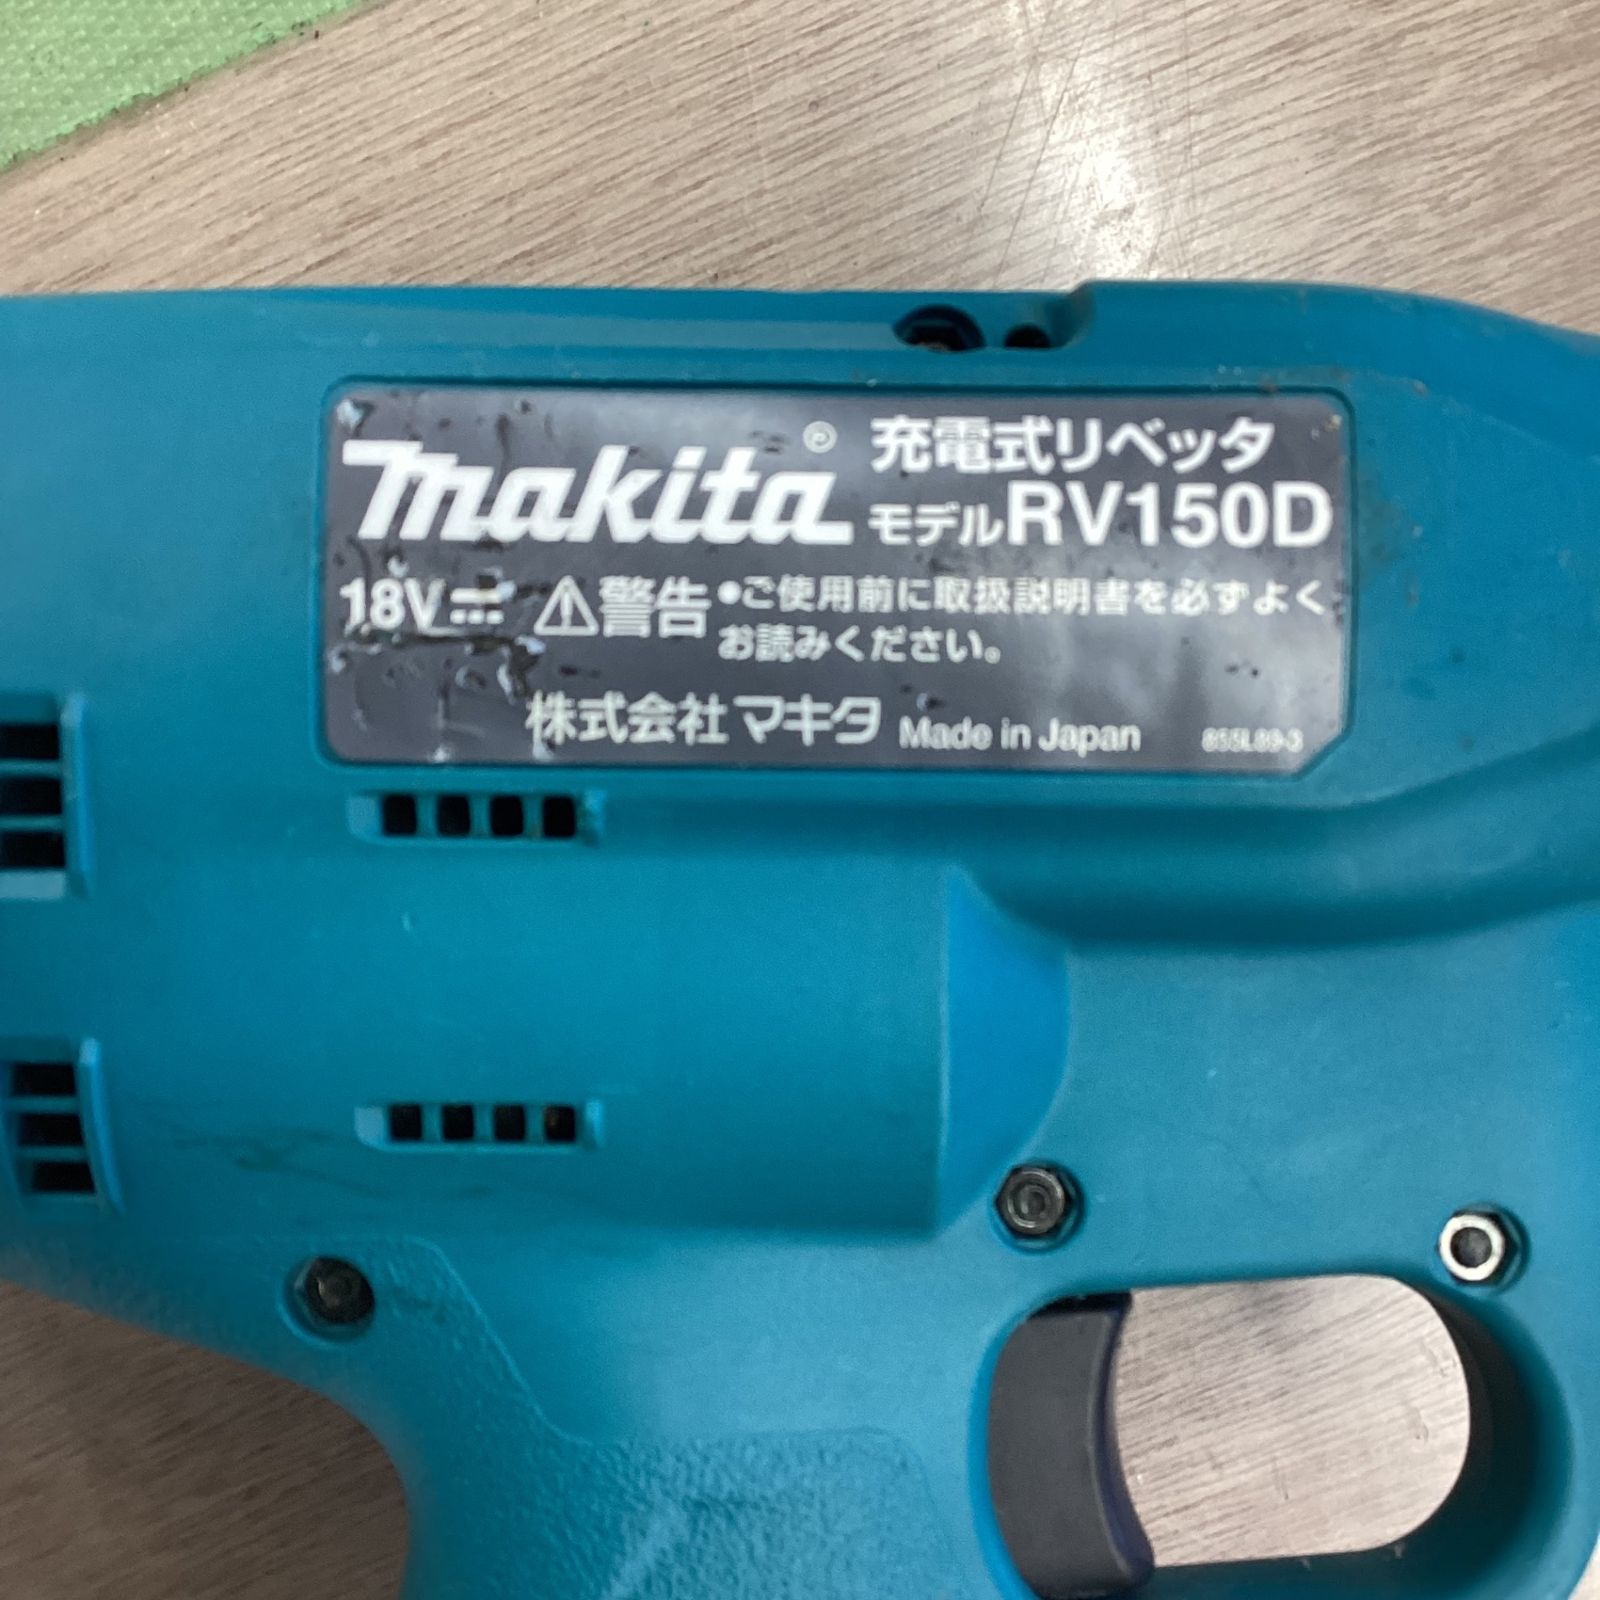 makita® 充電式リベッタ
モデルRV150D
18V⎓ ⚠警告 •ご使用前に取扱説明書を必ずよく
お読みください。
株式会社マキタ Made in Japan 855L89-3